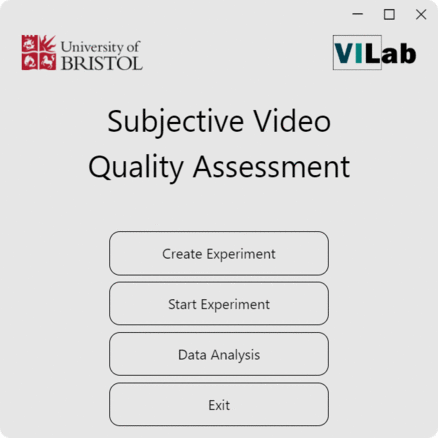 University of
BRISTOL
VILab
Subjective Video
Quality Assessment
Create Experiment
Start Experiment
Data Analysis
Exit